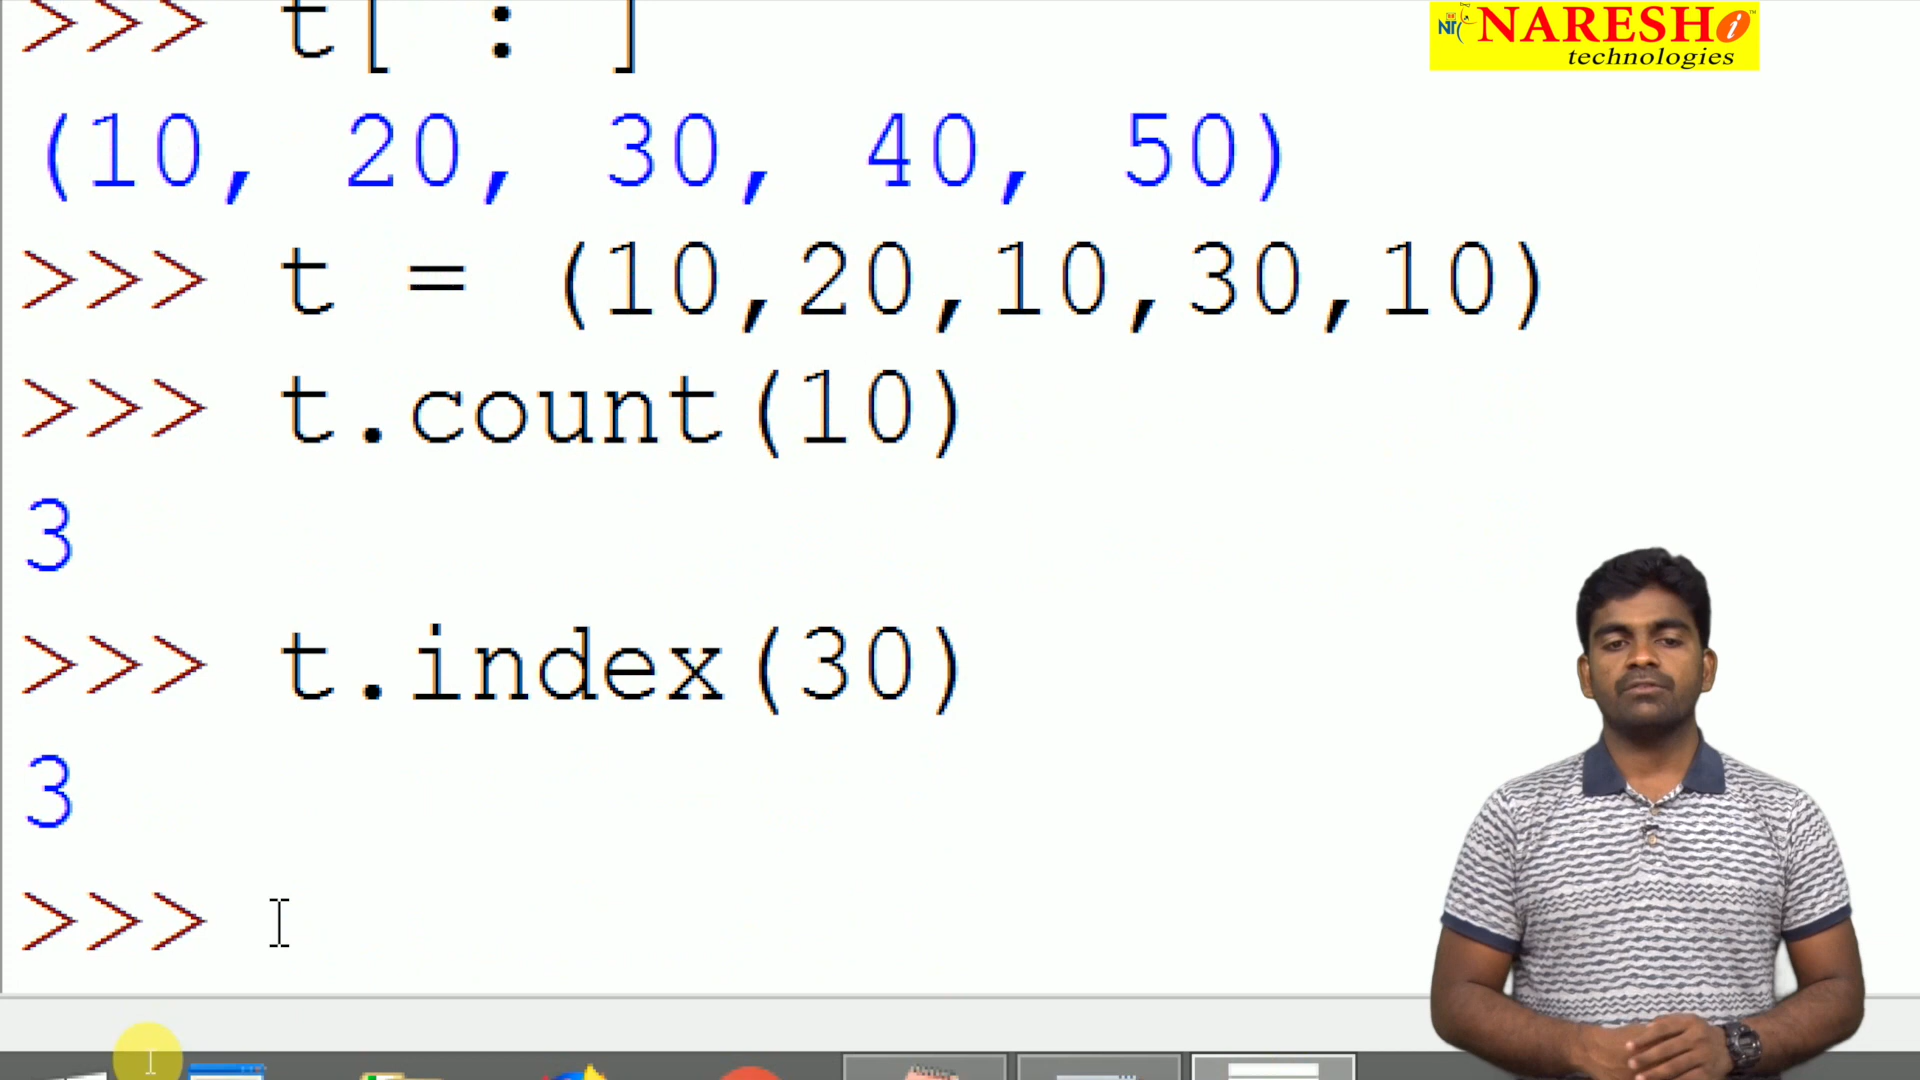 >>> t[ : ]
NARESH i
technologies
(10, 20, 30, 40, 50)
>>> t = (10,20,10,30,10)
>>> t.count(10)
3
>>> t.index(30)
3
>>>